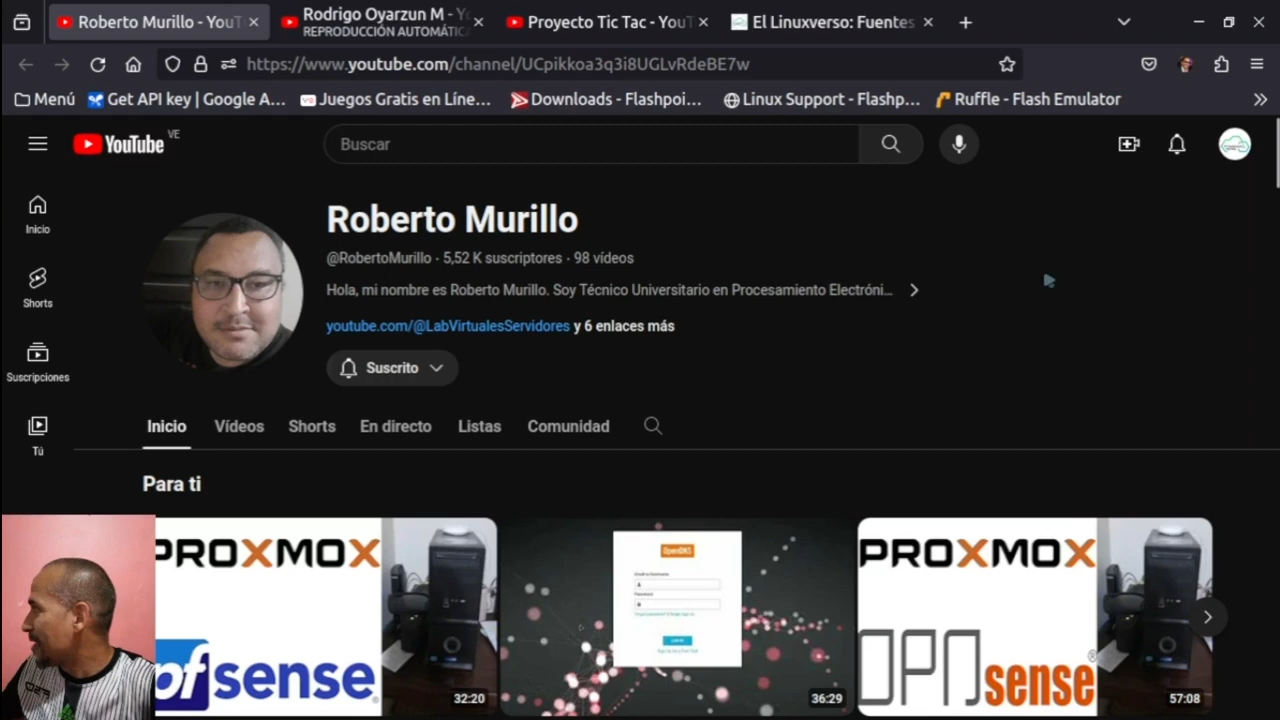 Roberto Murillo - YouT
Rodrigo Oyarzun M - Yo
REPRODUCCIÓN AUTOMÁTIC
Proyecto Tic Tac - YouT
El Linuxverso: Fuentes
https://www.youtube.com/channel/UCpikkoa3q3i8UGLvRdeBE7w
Menú
Get API key | Google A...
Juegos Gratis en Líne...
Downloads - Flashpoi...
Linux Support - Flashp...
Ruffle - Flash Emulator
YouTube VE
Buscar
Inicio
Shorts
Suscripciones
Tú
Roberto Murillo
@RobertoMurillo · 5,52 K suscriptores · 98 vídeos
Hola, mi nombre es Roberto Murillo. Soy Técnico Universitario en Procesamiento Electróni...
youtube.com/@LabVirtualesServidores y 6 enlaces más
Suscrito
Inicio Vídeos Shorts En directo Listas Comunidad
Para ti
PROXMOX
pfsense
32:20
OpenDNS
Password
36:29
PROXMOX
OPNsense
57:08